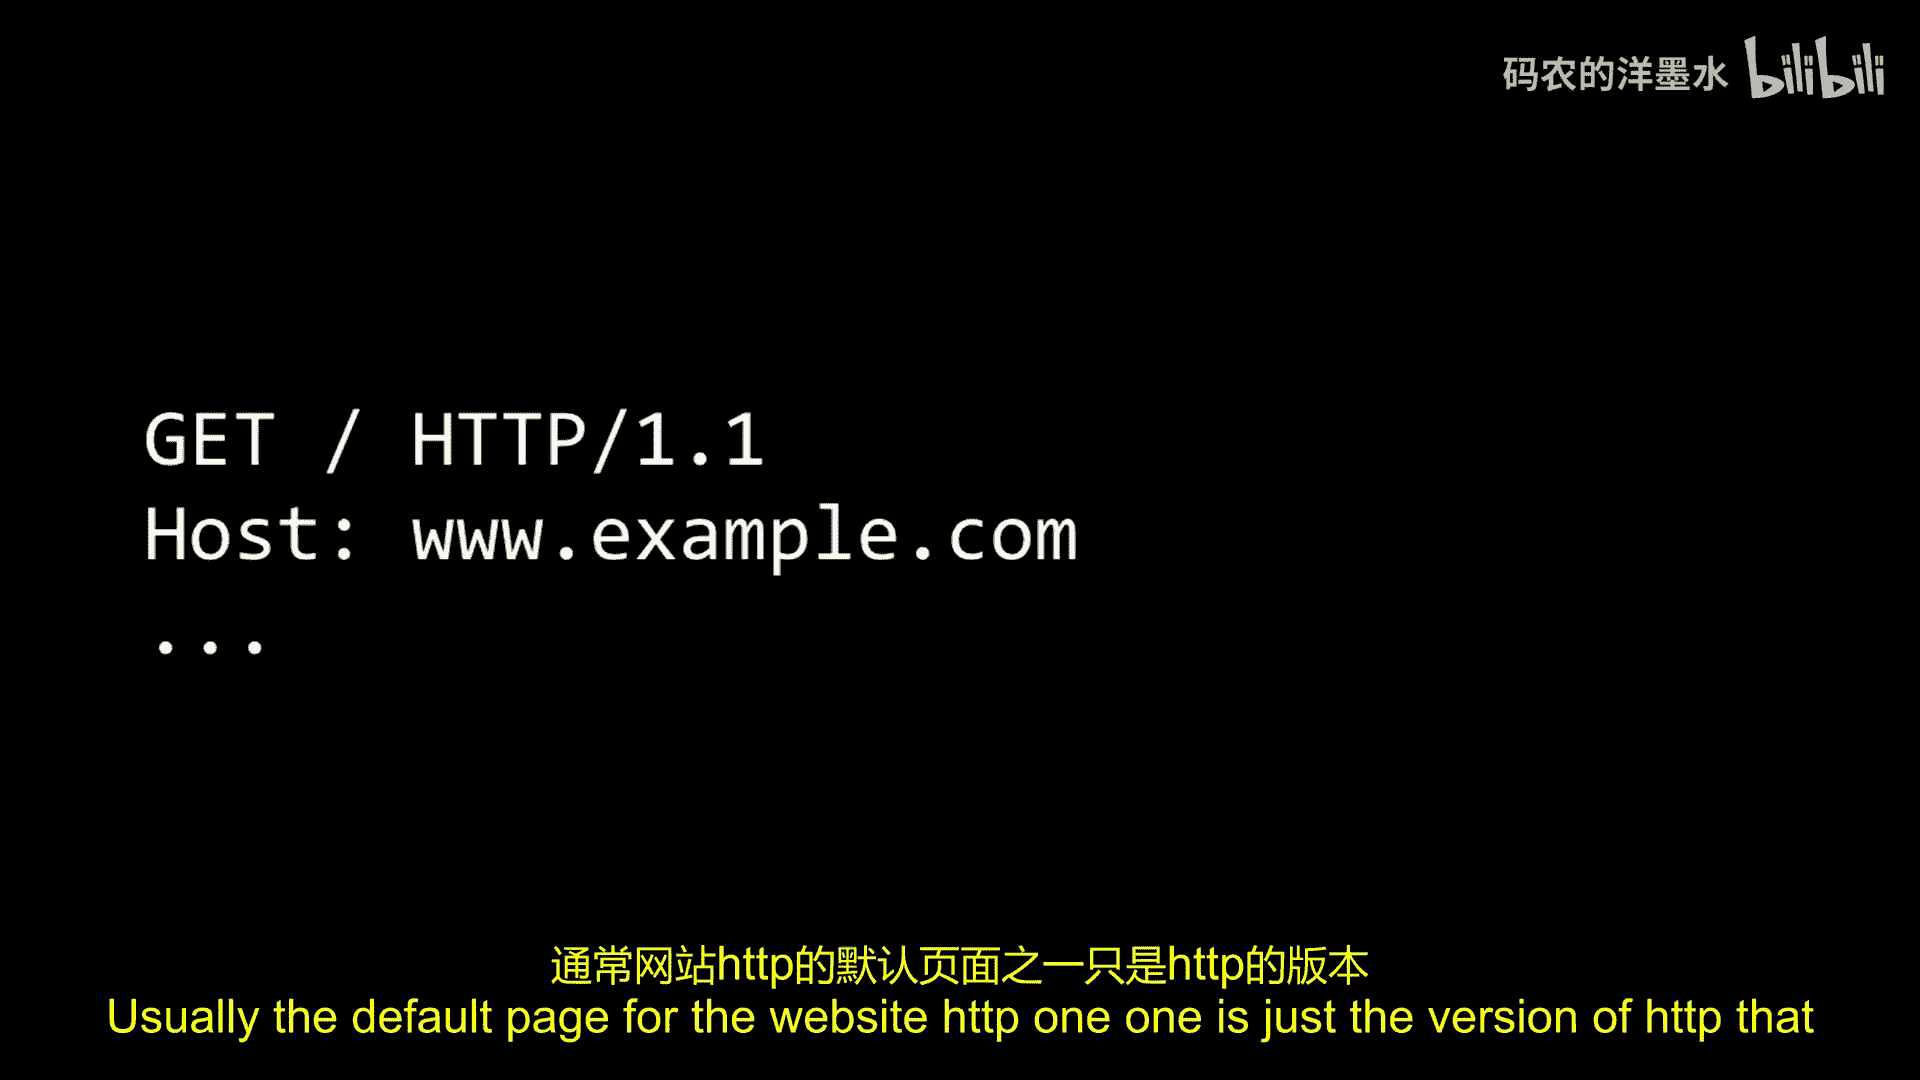 码农的洋墨水 bilibili
GET / HTTP/1.1
Host: www.example.com
...
通常网站http的默认页面之一只是http的版本
Usually the default page for the website http one one is just the version of http that